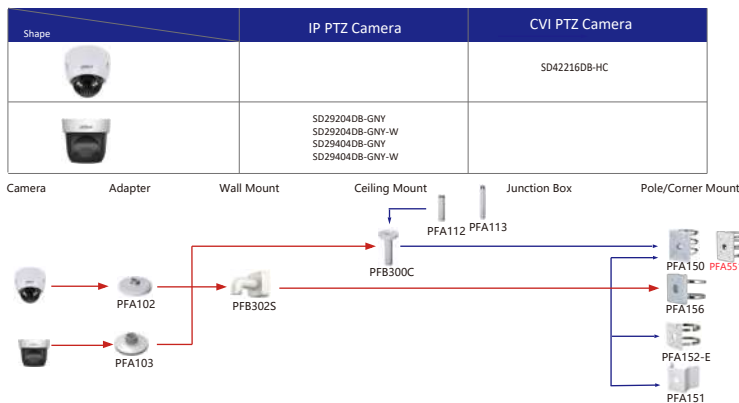 Shape
IP PTZ Camera
CVI PTZ Camera
SD42216DB-HC
SD29204DB-GNY
SD29204DB-GNY-W
SD29404DB-GNY
SD29404DB-GNY-W
Camera
Adapter
Wall Mount
Ceiling Mount
Junction Box
Pole/Corner Mount
PFA112
PFA113
PFB300C
PFA150
PFA55
PFA102
PFB302S
PFA156
PFA103
PFA152-E
PFA151